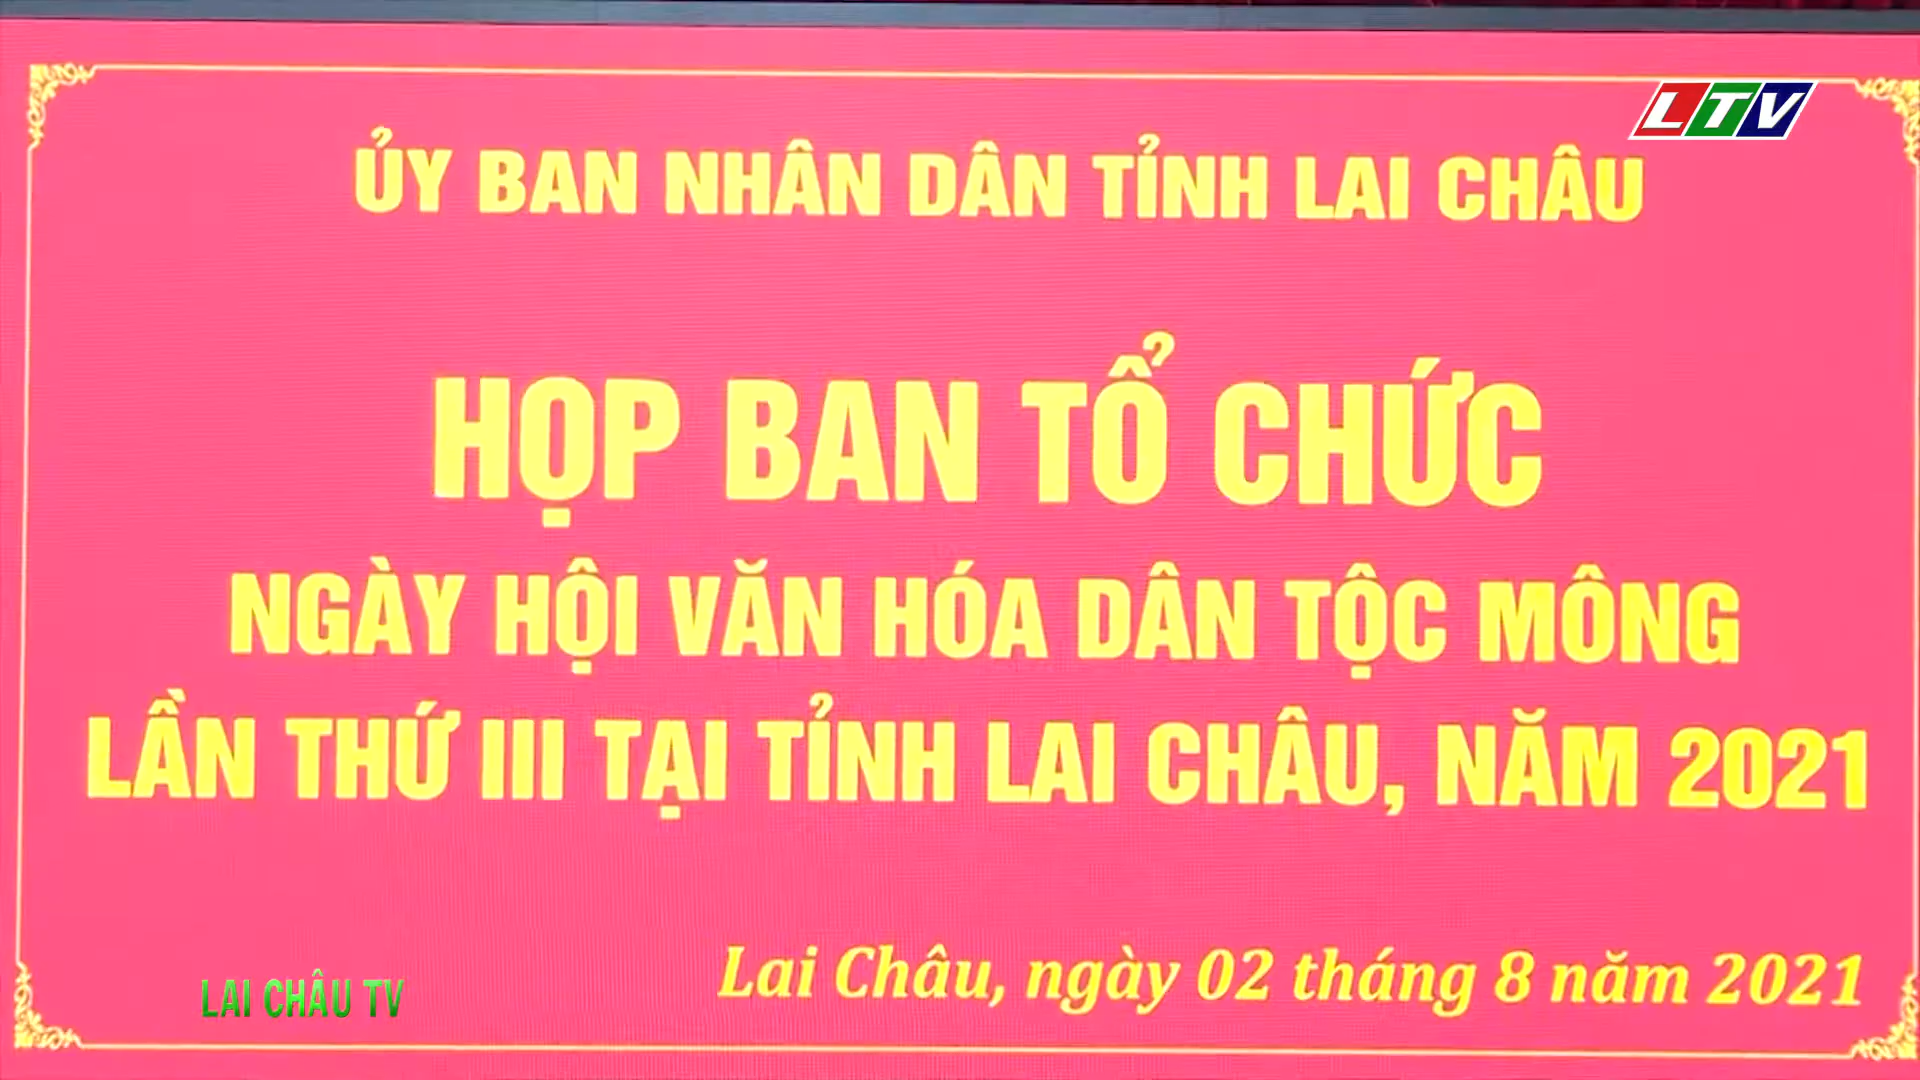 LTV
ỦY BAN NHÂN DÂN TỈNH LAI CHÂU
HỌP BAN TỔ CHỨC
NGÀY HỘI VĂN HÓA DÂN TỘC MÔNG
LẦN THỨ III TẠI TỈNH LAI CHÂU, NĂM 2021
Lai Châu, ngày 02 tháng 8 năm 2021
LAI CHÂU TV